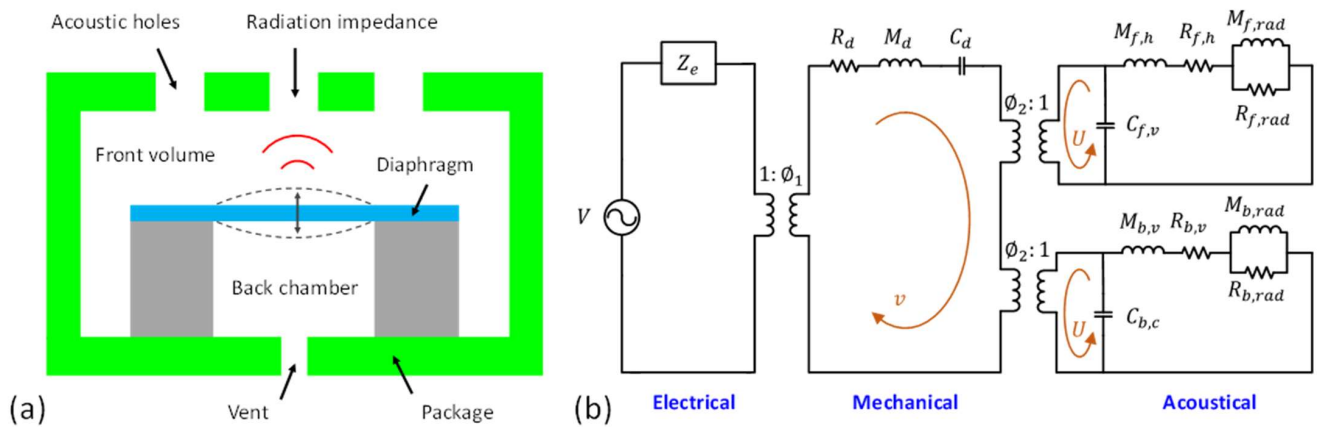 Acoustic holes
Radiation impedance
Front volume
Diaphragm
Back chamber
Vent
Package
(a)
V
Z_e
1: Ø_1
R_d
M_d
C_d
v
Ø_2: 1
U
C_{f,v}
M_{f,h}
R_{f,h}
M_{f,rad}
R_{f,rad}
Ø_2: 1
U
C_{b,c}
M_{b,v}
R_{b,v}
M_{b,rad}
R_{b,rad}
(b)
Electrical
Mechanical
Acoustical